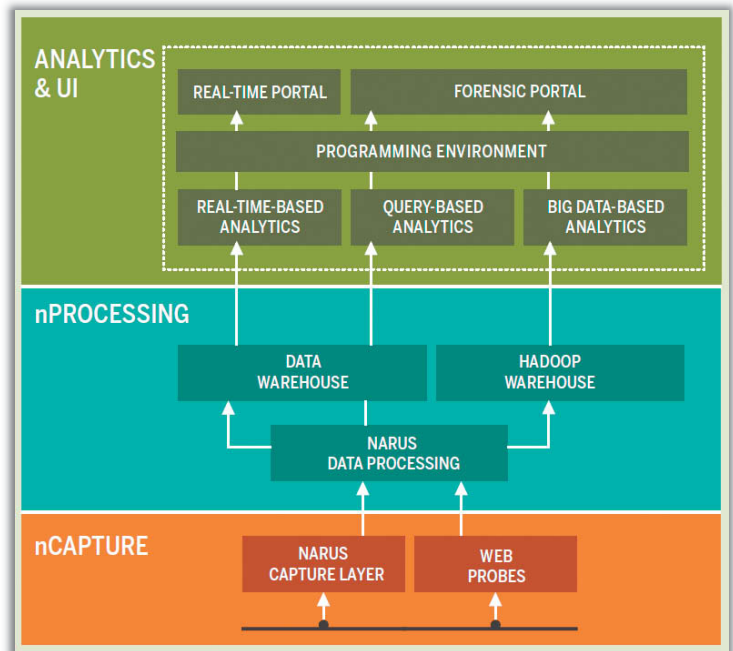 ANALYTICS
& UI
REAL-TIME PORTAL
FORENSIC PORTAL
PROGRAMMING ENVIRONMENT
REAL-TIME-BASED
ANALYTICS
QUERY-BASED
ANALYTICS
BIG DATA-BASED
ANALYTICS
nPROCESSING
DATA
WAREHOUSE
HADOOP
WAREHOUSE
NARUS
DATA PROCESSING
nCAPTURE
NARUS
CAPTURE LAYER
WEB
PROBES